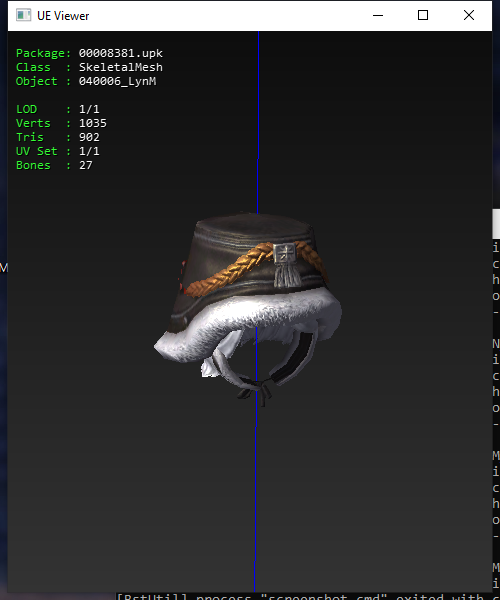 UE Viewer
Package: 00008381.upk
Class  : SkeletalMesh
Object : 040006_LynM
LOD    : 1/1
Verts  : 1035
Tris   : 902
UV Set : 1/1
Bones  : 27
M
i
c
h
o
-
N
i
c
h
o
-
M
i
c
h
o
-
M
i
[BstUtil] process "screenshot.cmd" exited with c